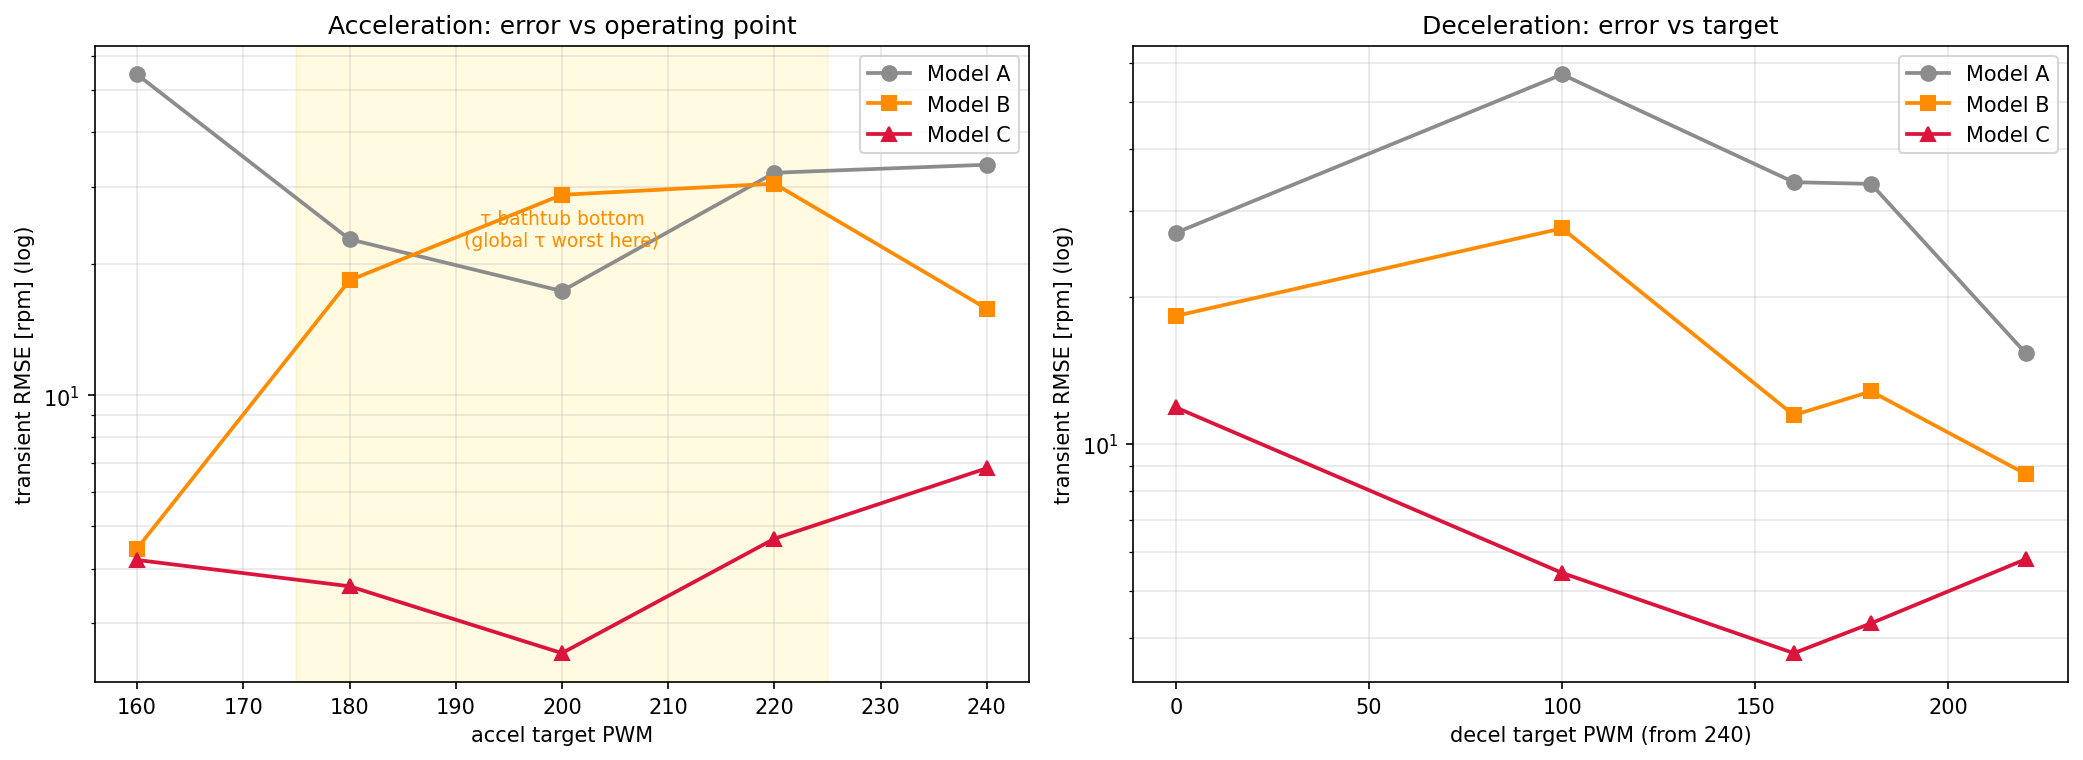 Acceleration: error vs operating point
transient RMSE [rpm] (log)
10¹
Model A
Model B
Model C
τ bathtub bottom
(global τ worst here)
160 170 180 190 200 210 220 230 240
accel target PWM
Deceleration: error vs target
transient RMSE [rpm] (log)
10¹
Model A
Model B
Model C
0 50 100 150 200
decel target PWM (from 240)